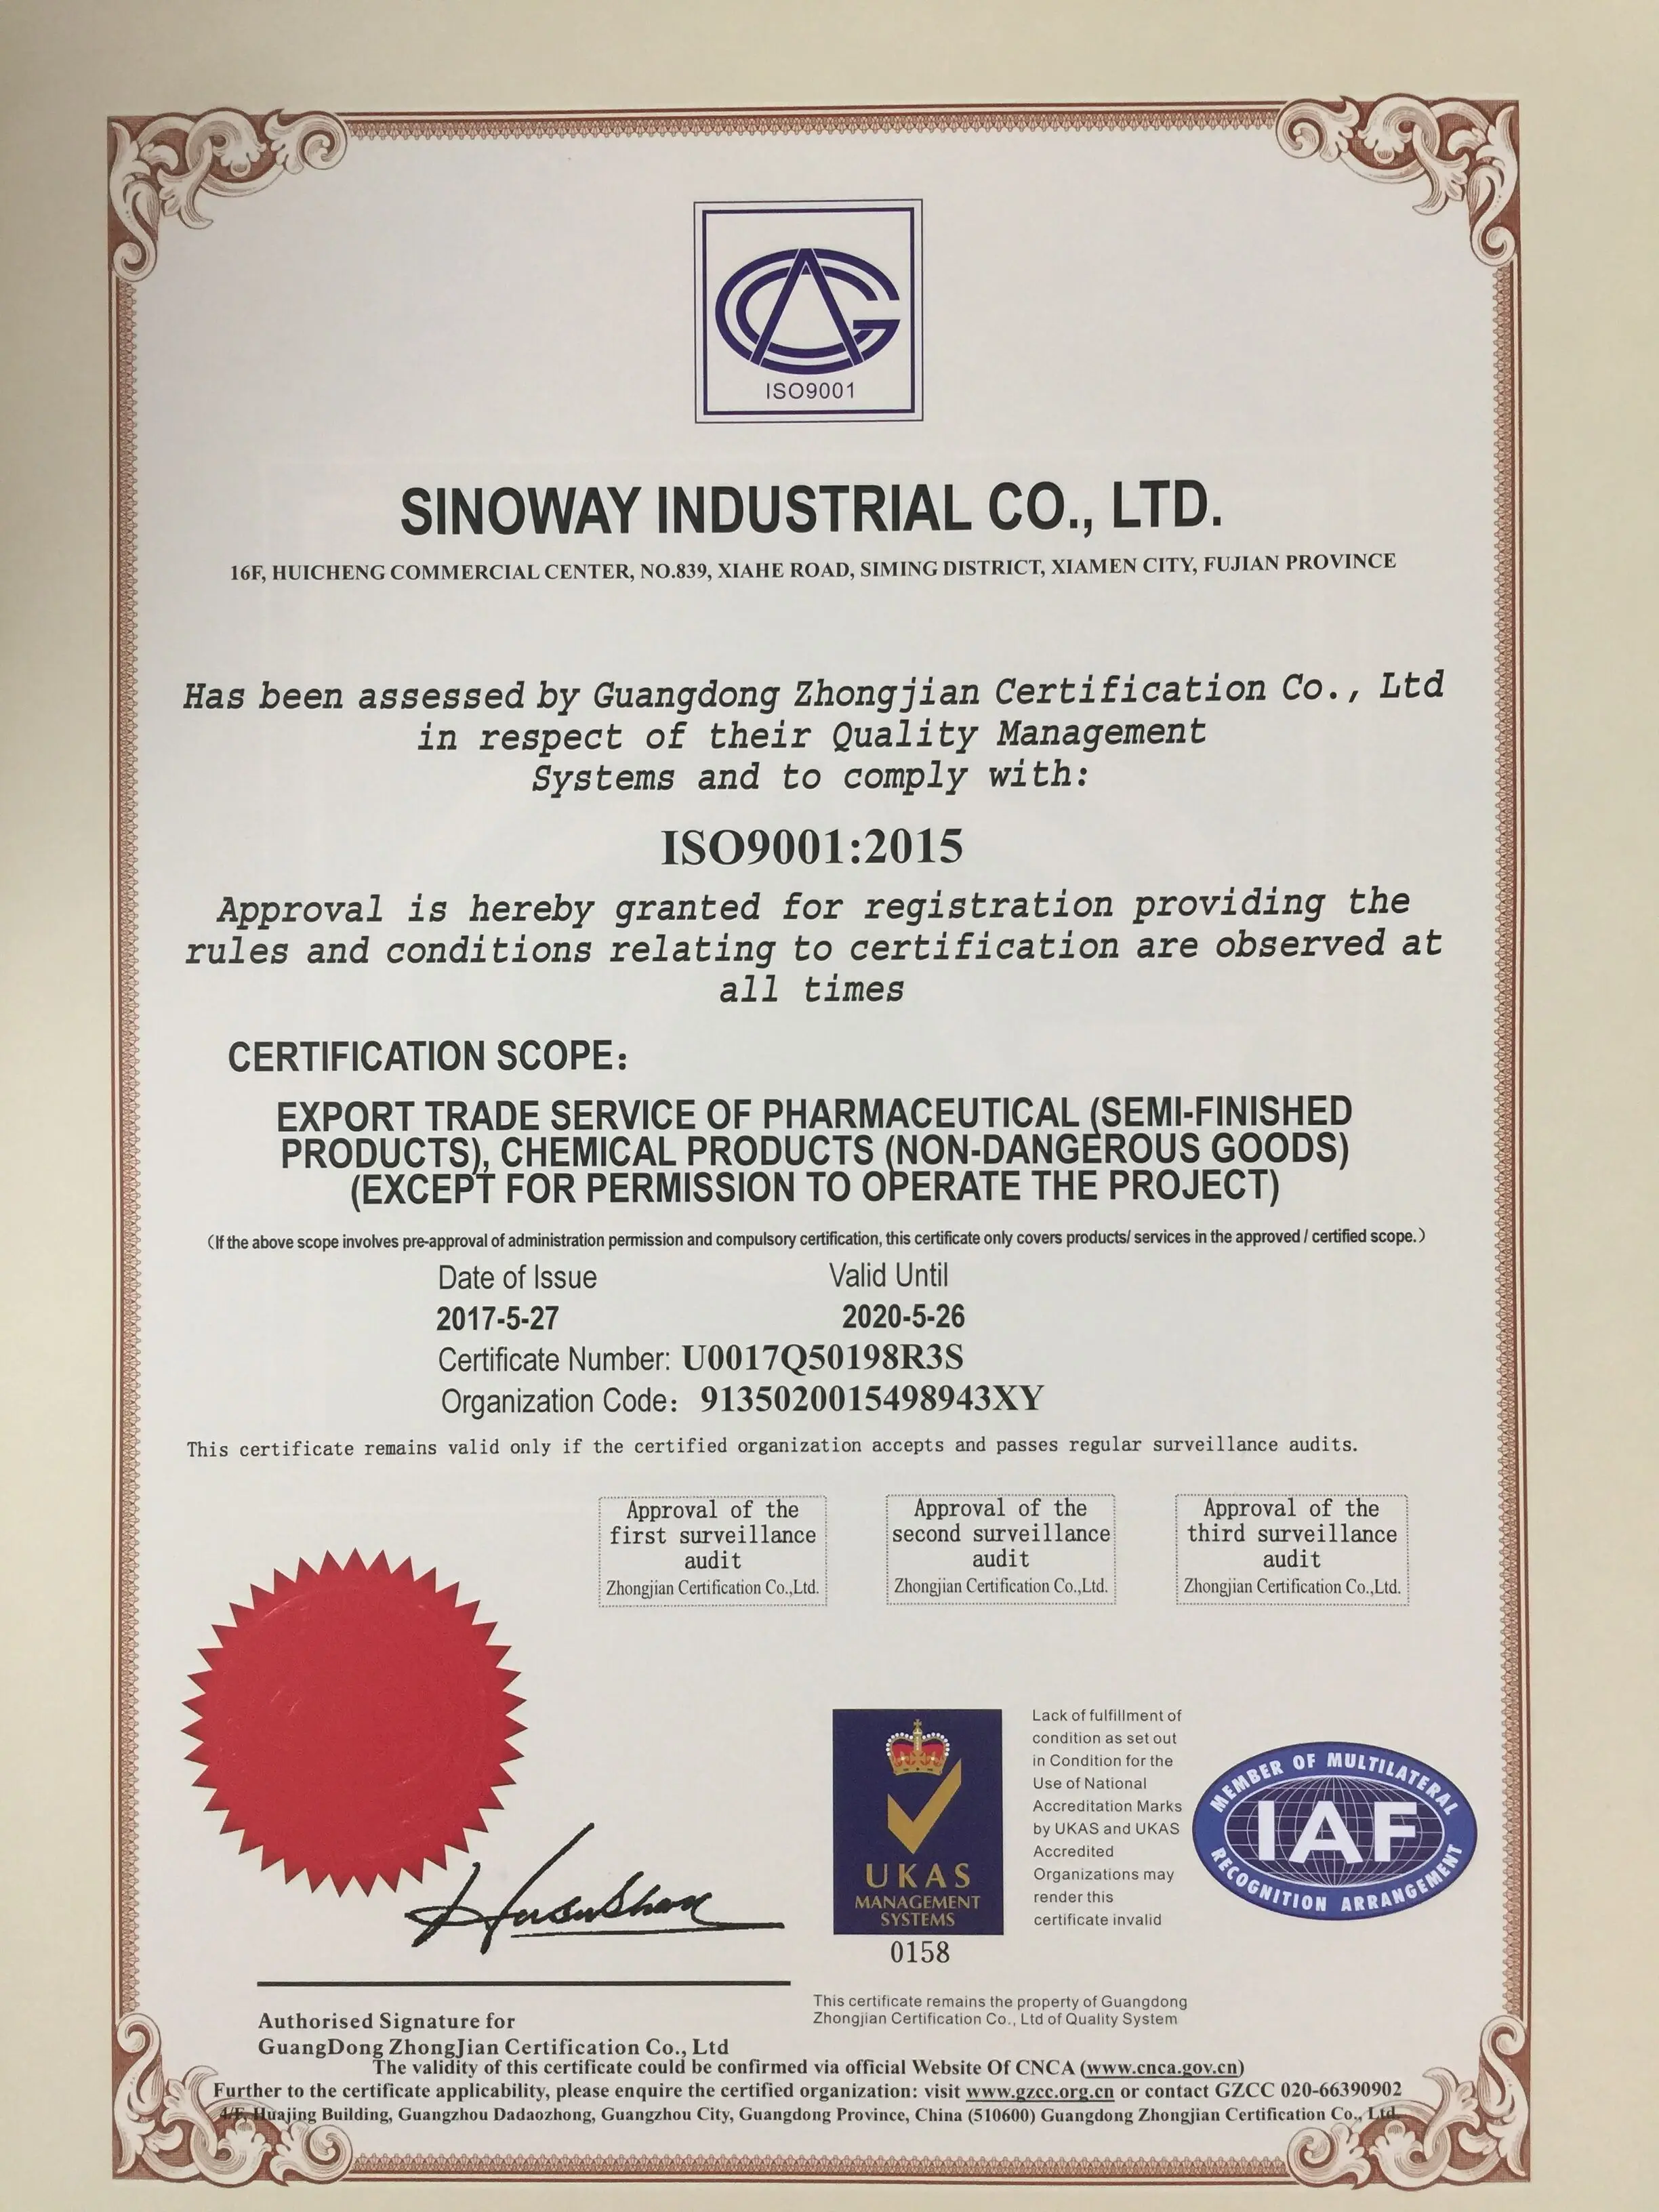 ISO9001
SINOWAY INDUSTRIAL CO., LTD.
16F, HUICHENG COMMERCIAL CENTER, NO.839, XIAHE ROAD, SIMING DISTRICT, XIAMEN CITY, FUJIAN PROVINCE
Has been assessed by Guangdong Zhongjian Certification Co., Ltd
in respect of their Quality Management
Systems and to comply with:
ISO9001:2015
Approval is hereby granted for registration providing the
rules and conditions relating to certification are observed at
all times
CERTIFICATION SCOPE:
EXPORT TRADE SERVICE OF PHARMACEUTICAL (SEMI-FINISHED
PRODUCTS), CHEMICAL PRODUCTS (NON-DANGEROUS GOODS)
(EXCEPT FOR PERMISSION TO OPERATE THE PROJECT)
(If the above scope involves pre-approval of administration permission and compulsory certification, this certificate only covers products/ services in the approved / certified scope.)
Date of Issue Valid Until
2017-5-27 2020-5-26
Certificate Number: U0017Q50198R3S
Organization Code: 9135020015498943XY
This certificate remains valid only if the certified organization accepts and passes regular surveillance audits.
Approval of the
first surveillance
audit
Zhongjian Certification Co.,Ltd.
Approval of the
second surveillance
audit
Zhongjian Certification Co.,Ltd.
Approval of the
third surveillance
audit
Zhongjian Certification Co.,Ltd.
UKAS
MANAGEMENT
SYSTEMS
0158
Lack of fulfillment of
condition as set out
in Condition for the
Use of National
Accreditation Marks
by UKAS and UKAS
Accredited
Organizations may
render this
certificate invalid
MEMBER OF MULTILATERAL
IAF
RECOGNITION ARRANGEMENT
Authorised Signature for
GuangDong ZhongJian Certification Co., Ltd
This certificate remains the property of Guangdong
Zhongjian Certification Co., Ltd of Quality System
The validity of this certificate could be confirmed via official Website Of CNCA (www.cnca.gov.cn)
Further to the certificate applicability, please enquire the certified organization: visit www.gzcc.org.cn or contact GZCC 020-66390902
4/F, Huajing Building, Guangzhou Dadaozhong, Guangzhou City, Guangdong Province, China (510600) Guangdong Zhongjian Certification Co., Ltd.